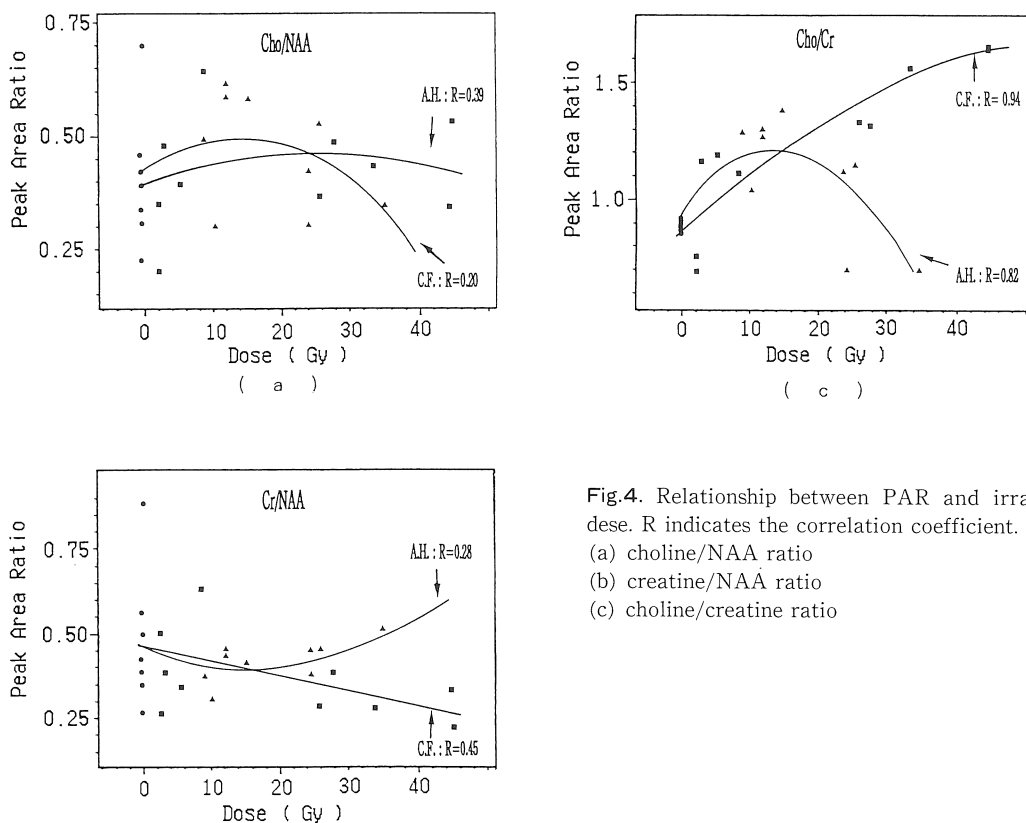 Cho/NAA
0.75
0.50
0.25
Peak Area Ratio
A.H. : R=0.39
C.F. : R=0.20
0 10 20 30 40
Dose ( Gy )
( a )
Cho/Cr
1.5
1.0
Peak Area Ratio
C.F. : R=0.94
A.H. : R=0.82
0 10 20 30 40
Dose ( Gy )
( c )
Cr/NAA
0.75
0.50
0.25
Peak Area Ratio
A.H. : R=0.28
C.F. : R=0.45
0 10 20 30 40
Dose ( Gy )
Fig.4. Relationship between PAR and irra
dese. R indicates the correlation coefficient.
(a) choline/NAA ratio
(b) creatine/NAA ratio
(c) choline/creatine ratio